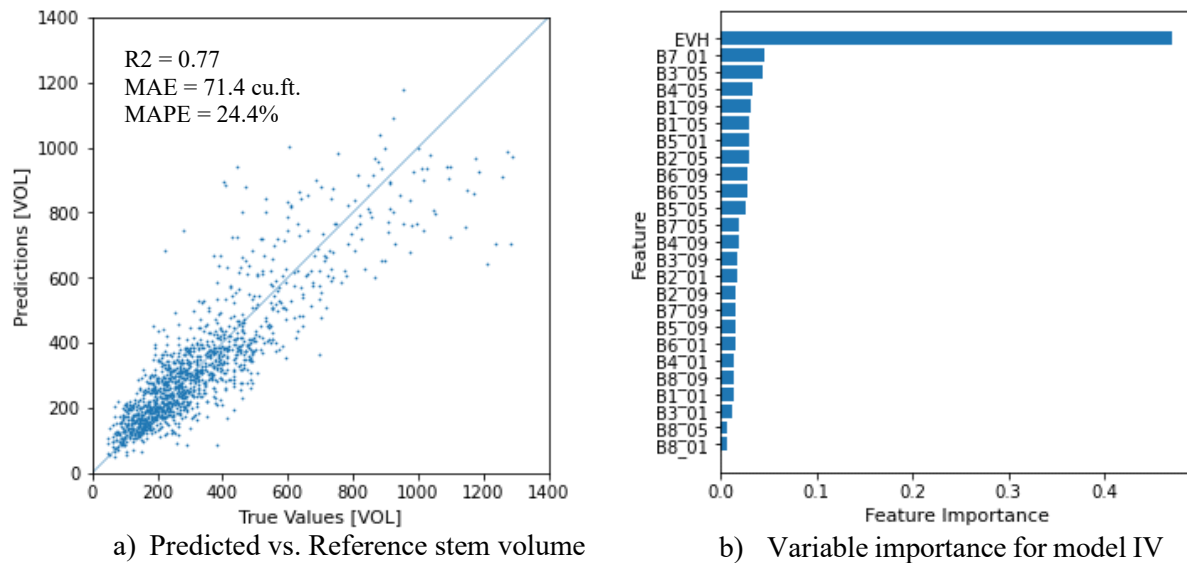 1400
1200
1000
800
600
400
200
0
Predictions [VOL]
R2 = 0.77
MAE = 71.4 cu.ft.
MAPE = 24.4%
0 200 400 600 800 1000 1200 1400
True Values [VOL]
a) Predicted vs. Reference stem volume
Feature
EVH
B7_01
B3_05
B4_05
B1_09
B1_05
B5_01
B2_05
B6_09
B6_05
B5_05
B7_05
B4_09
B3_09
B2_01
B2_09
B7_09
B5_09
B6_01
B4_01
B8_09
B1_01
B3_01
B8_05
B8_01
0.0 0.1 0.2 0.3 0.4
Feature Importance
b) Variable importance for model IV